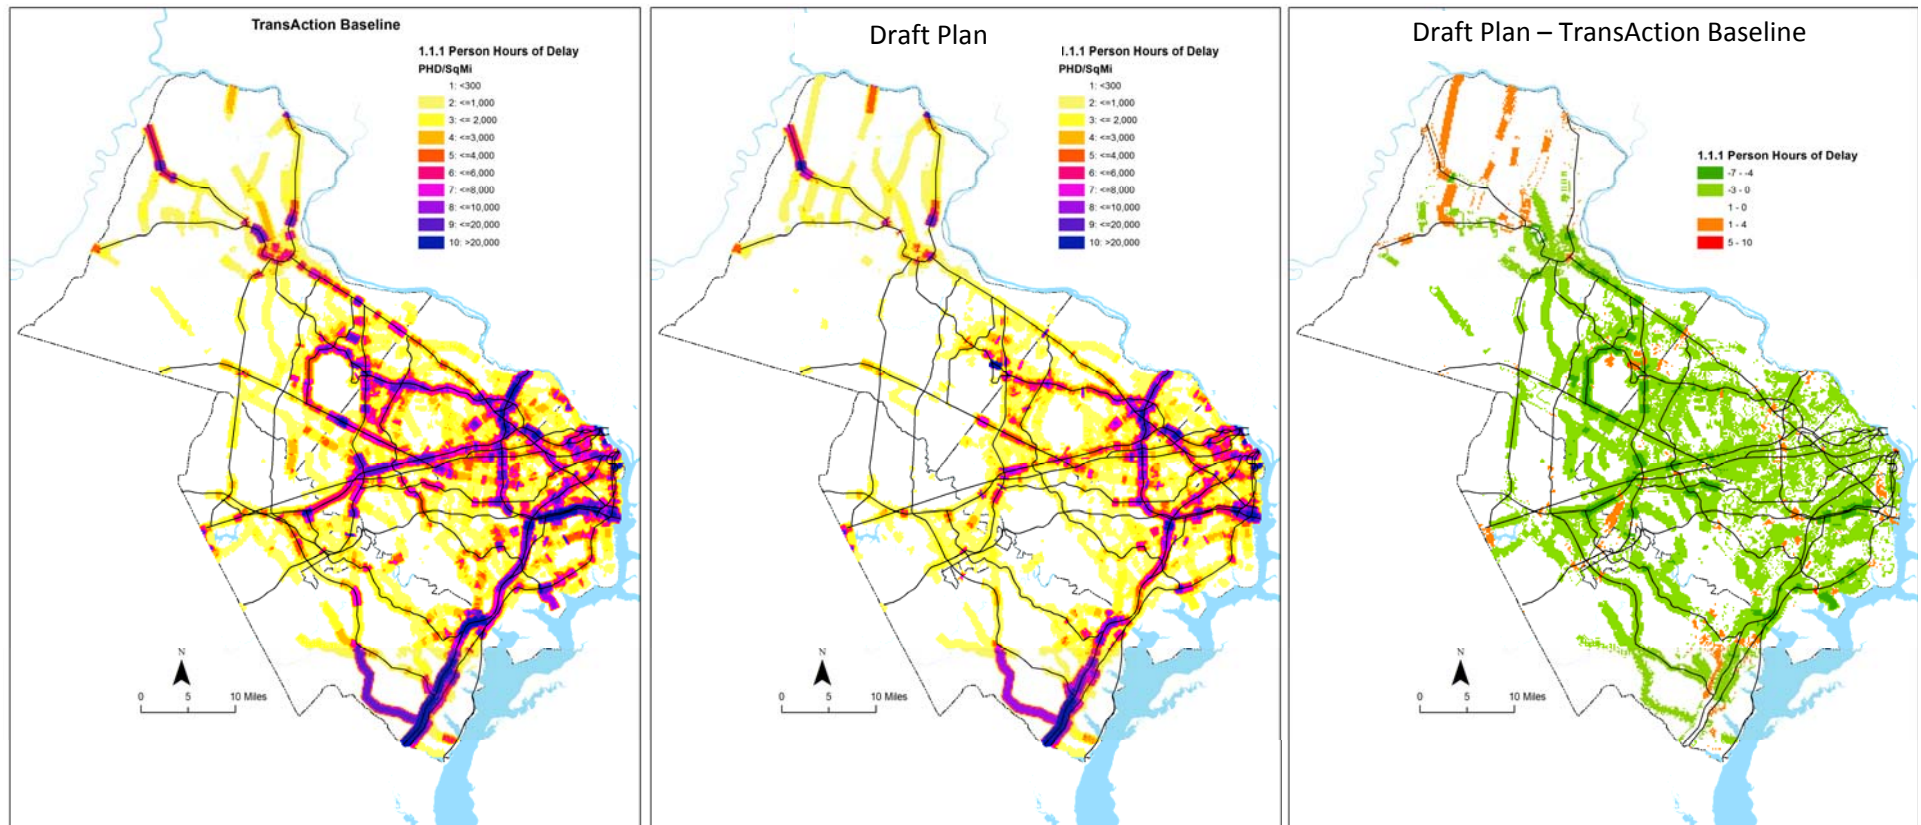 TransAction Baseline
1.1.1 Person Hours of Delay
PHD/SqMi
1: <300
2: <=1,000
3: <= 2,000
4: <=3,000
5: <=4,000
6: <=6,000
7: <=8,000
8: <=10,000
9: <=20,000
10: >20,000
N
0 5 10 Miles
Draft Plan
l.1.1 Person Hours of Delay
PHD/SqMi
1: <300
2: <=1,000
3: <= 2,000
4: <=3,000
5: <=4,000
6: <=6,000
7: <=8,000
8: <=10,000
9: <=20,000
10: >20,000
N
0 5 10 Miles
Draft Plan – TransAction Baseline
1.1.1 Person Hours of Delay
-7 - -4
-3 - 0
1 - 0
1 - 4
5 - 10
N
0 5 10 Miles